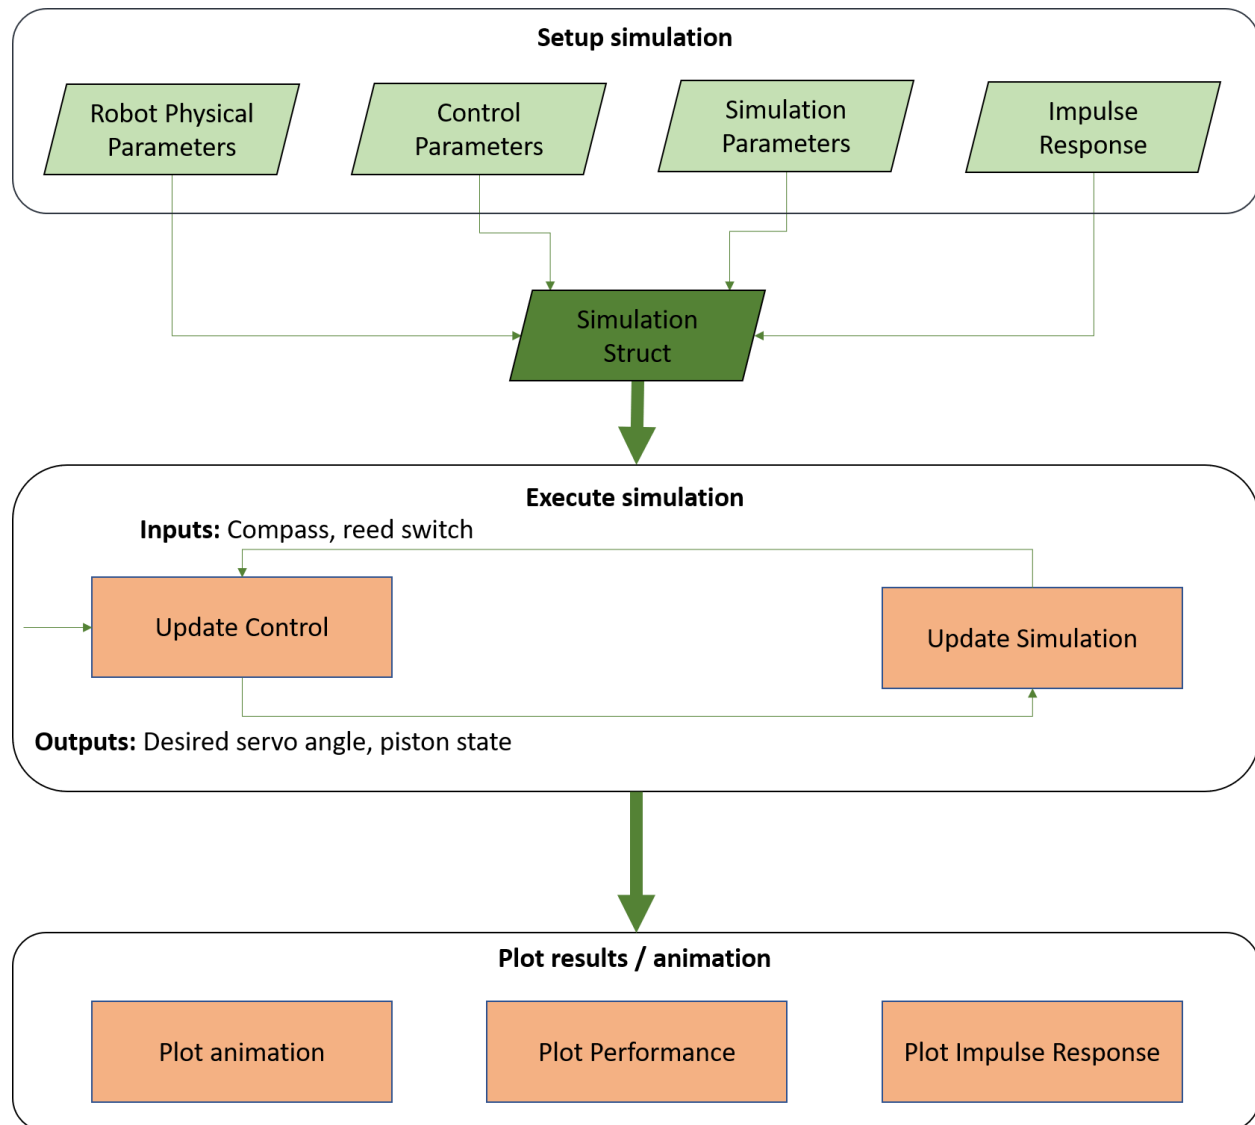 Setup simulation
Robot Physical
Parameters
Control
Parameters
Simulation
Parameters
Impulse
Response
Simulation
Struct
Execute simulation
Inputs: Compass, reed switch
Update Control
Update Simulation
Outputs: Desired servo angle, piston state
Plot results / animation
Plot animation
Plot Performance
Plot Impulse Response